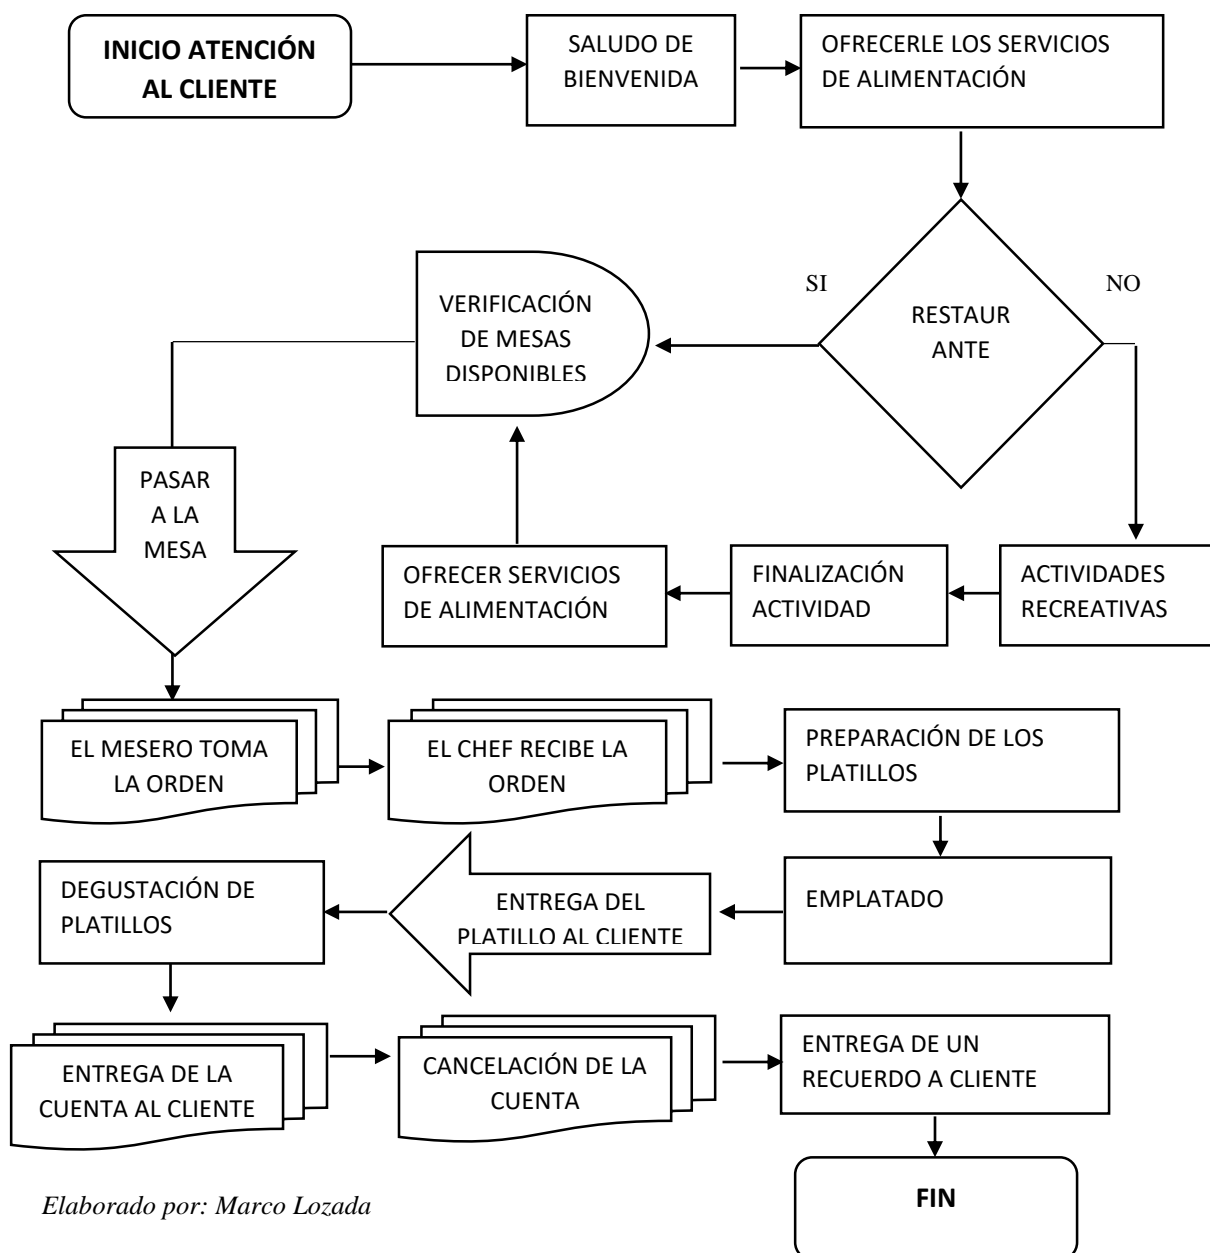 INICIO ATENCIÓN
AL CLIENTE
SALUDO DE
BIENVENIDA
OFRECERLE LOS SERVICIOS
DE ALIMENTACIÓN
SI
NO
RESTAUR
ANTE
VERIFICACIÓN
DE MESAS
DISPONIBLES
PASAR
A LA
MESA
OFRECER SERVICIOS
DE ALIMENTACIÓN
FINALIZACIÓN
ACTIVIDAD
ACTIVIDADES
RECREATIVAS
EL MESERO TOMA
LA ORDEN
EL CHEF RECIBE LA
ORDEN
PREPARACIÓN DE LOS
PLATILLOS
EMPLATADO
ENTREGA DEL
PLATILLO AL CLIENTE
DEGUSTACIÓN DE
PLATILLOS
ENTREGA DE LA
CUENTA AL CLIENTE
CANCELACIÓN DE LA
CUENTA
ENTREGA DE UN
RECUERDO A CLIENTE
FIN
Elaborado por: Marco Lozada